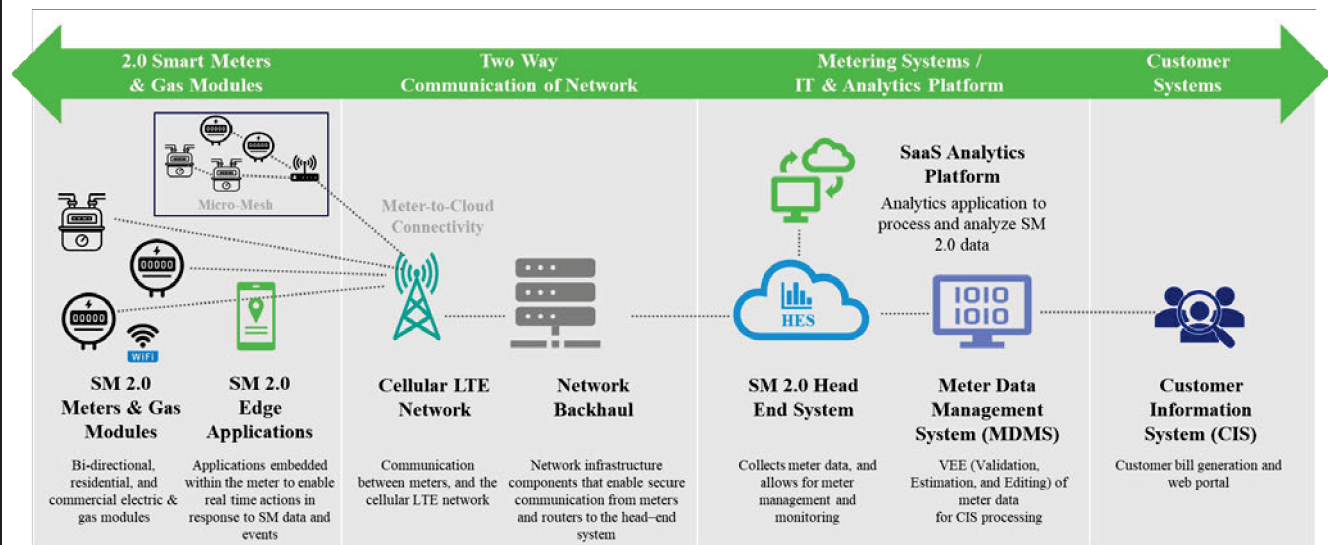 2.0 Smart Meters
& Gas Modules
Two Way
Communication of Network
Metering Systems /
IT & Analytics Platform
Customer
Systems
Micro-Mesh
00000
00000
WiFi
Meter-to-Cloud
Connectivity
SaaS Analytics
Platform
Analytics application to
process and analyze SM
2.0 data
HES
1010
1010
SM 2.0
Meters & Gas
Modules
Bi-directional,
residential, and
commercial electric &
gas modules
SM 2.0
Edge
Applications
Applications embedded
within the meter to enable
real time actions in
response to SM data and
events
Cellular LTE
Network
Communication
between meters, and the
cellular LTE network
Network
Backhaul
Network infrastructure
components that enable secure
communication from meters
and routers to the head–end
system
SM 2.0 Head
End System
Collects meter data, and
allows for meter
management and
monitoring
Meter Data
Management
System (MDMS)
VEE (Validation,
Estimation, and Editing) of
meter data
for CIS processing
Customer
Information
System (CIS)
Customer bill generation and
web portal